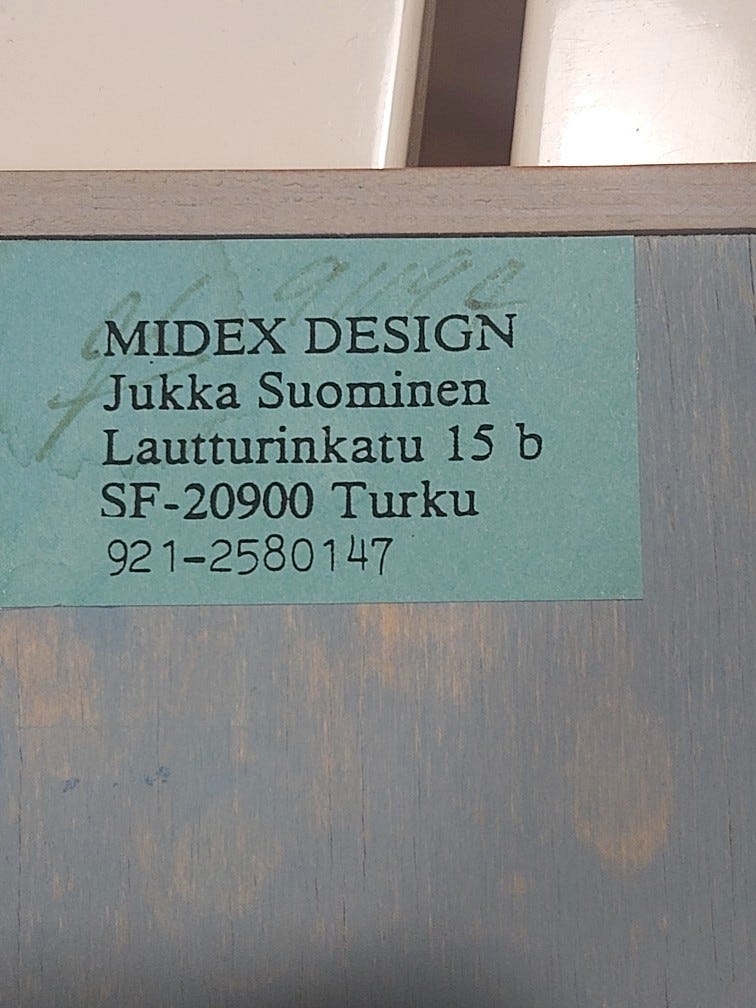 MIDEX DESIGN
Jukka Suominen
Lautturinkatu 15 b
SF-20900 Turku
921-2580147